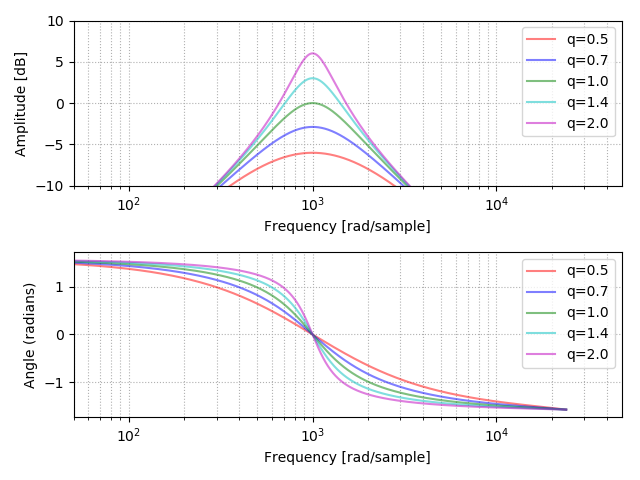 10
5
0
−5
−10
Amplitude [dB]
q=0.5
q=0.7
q=1.0
q=1.4
q=2.0
10²
10³
10⁴
Frequency [rad/sample]
1
0
−1
Angle (radians)
q=0.5
q=0.7
q=1.0
q=1.4
q=2.0
10²
10³
10⁴
Frequency [rad/sample]